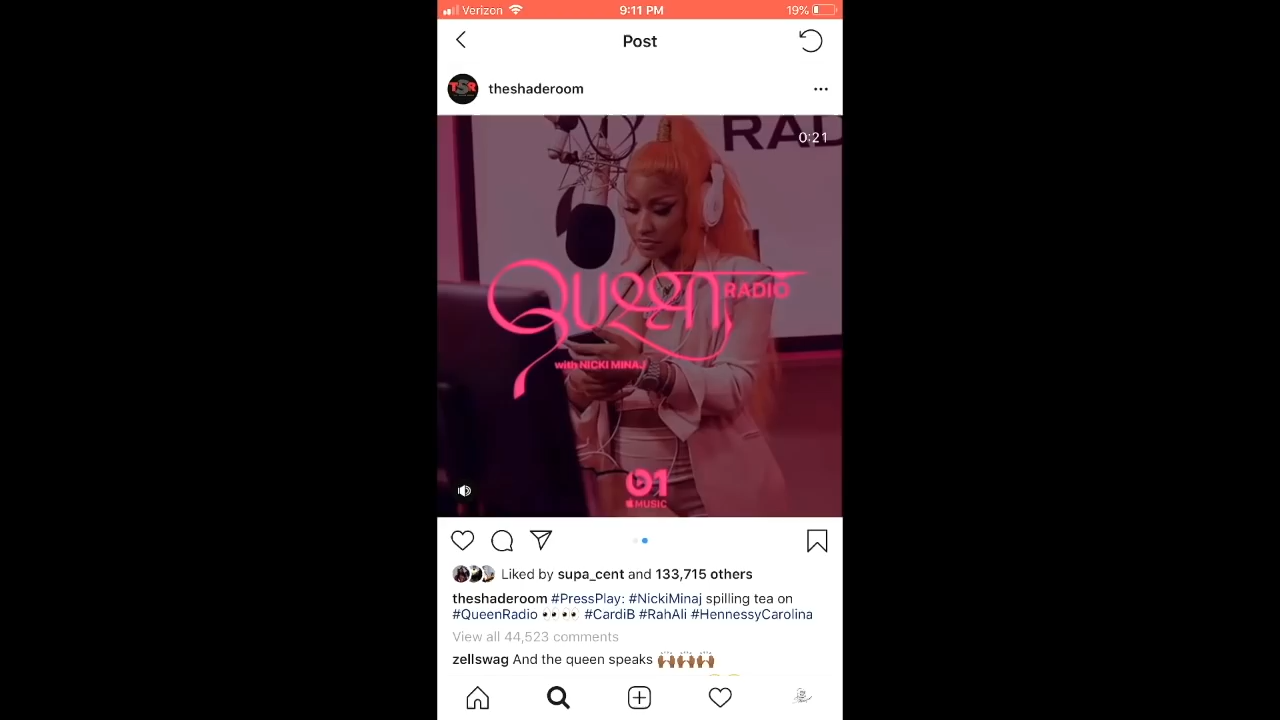 Verizon 9:11 PM 19%
Post
TSR theshaderoom
RAD
0:21
Queen RADIO
with NICKI MINAJ
01
MUSIC
Liked by supa_cent and 133,715 others
theshaderoom #PressPlay: #NickiMinaj spilling tea on
#QueenRadio 👀👀 #CardiB #RahAli #HennessyCarolina
View all 44,523 comments
zellswag And the queen speaks 🙌🏾🙌🏾🙌🏾